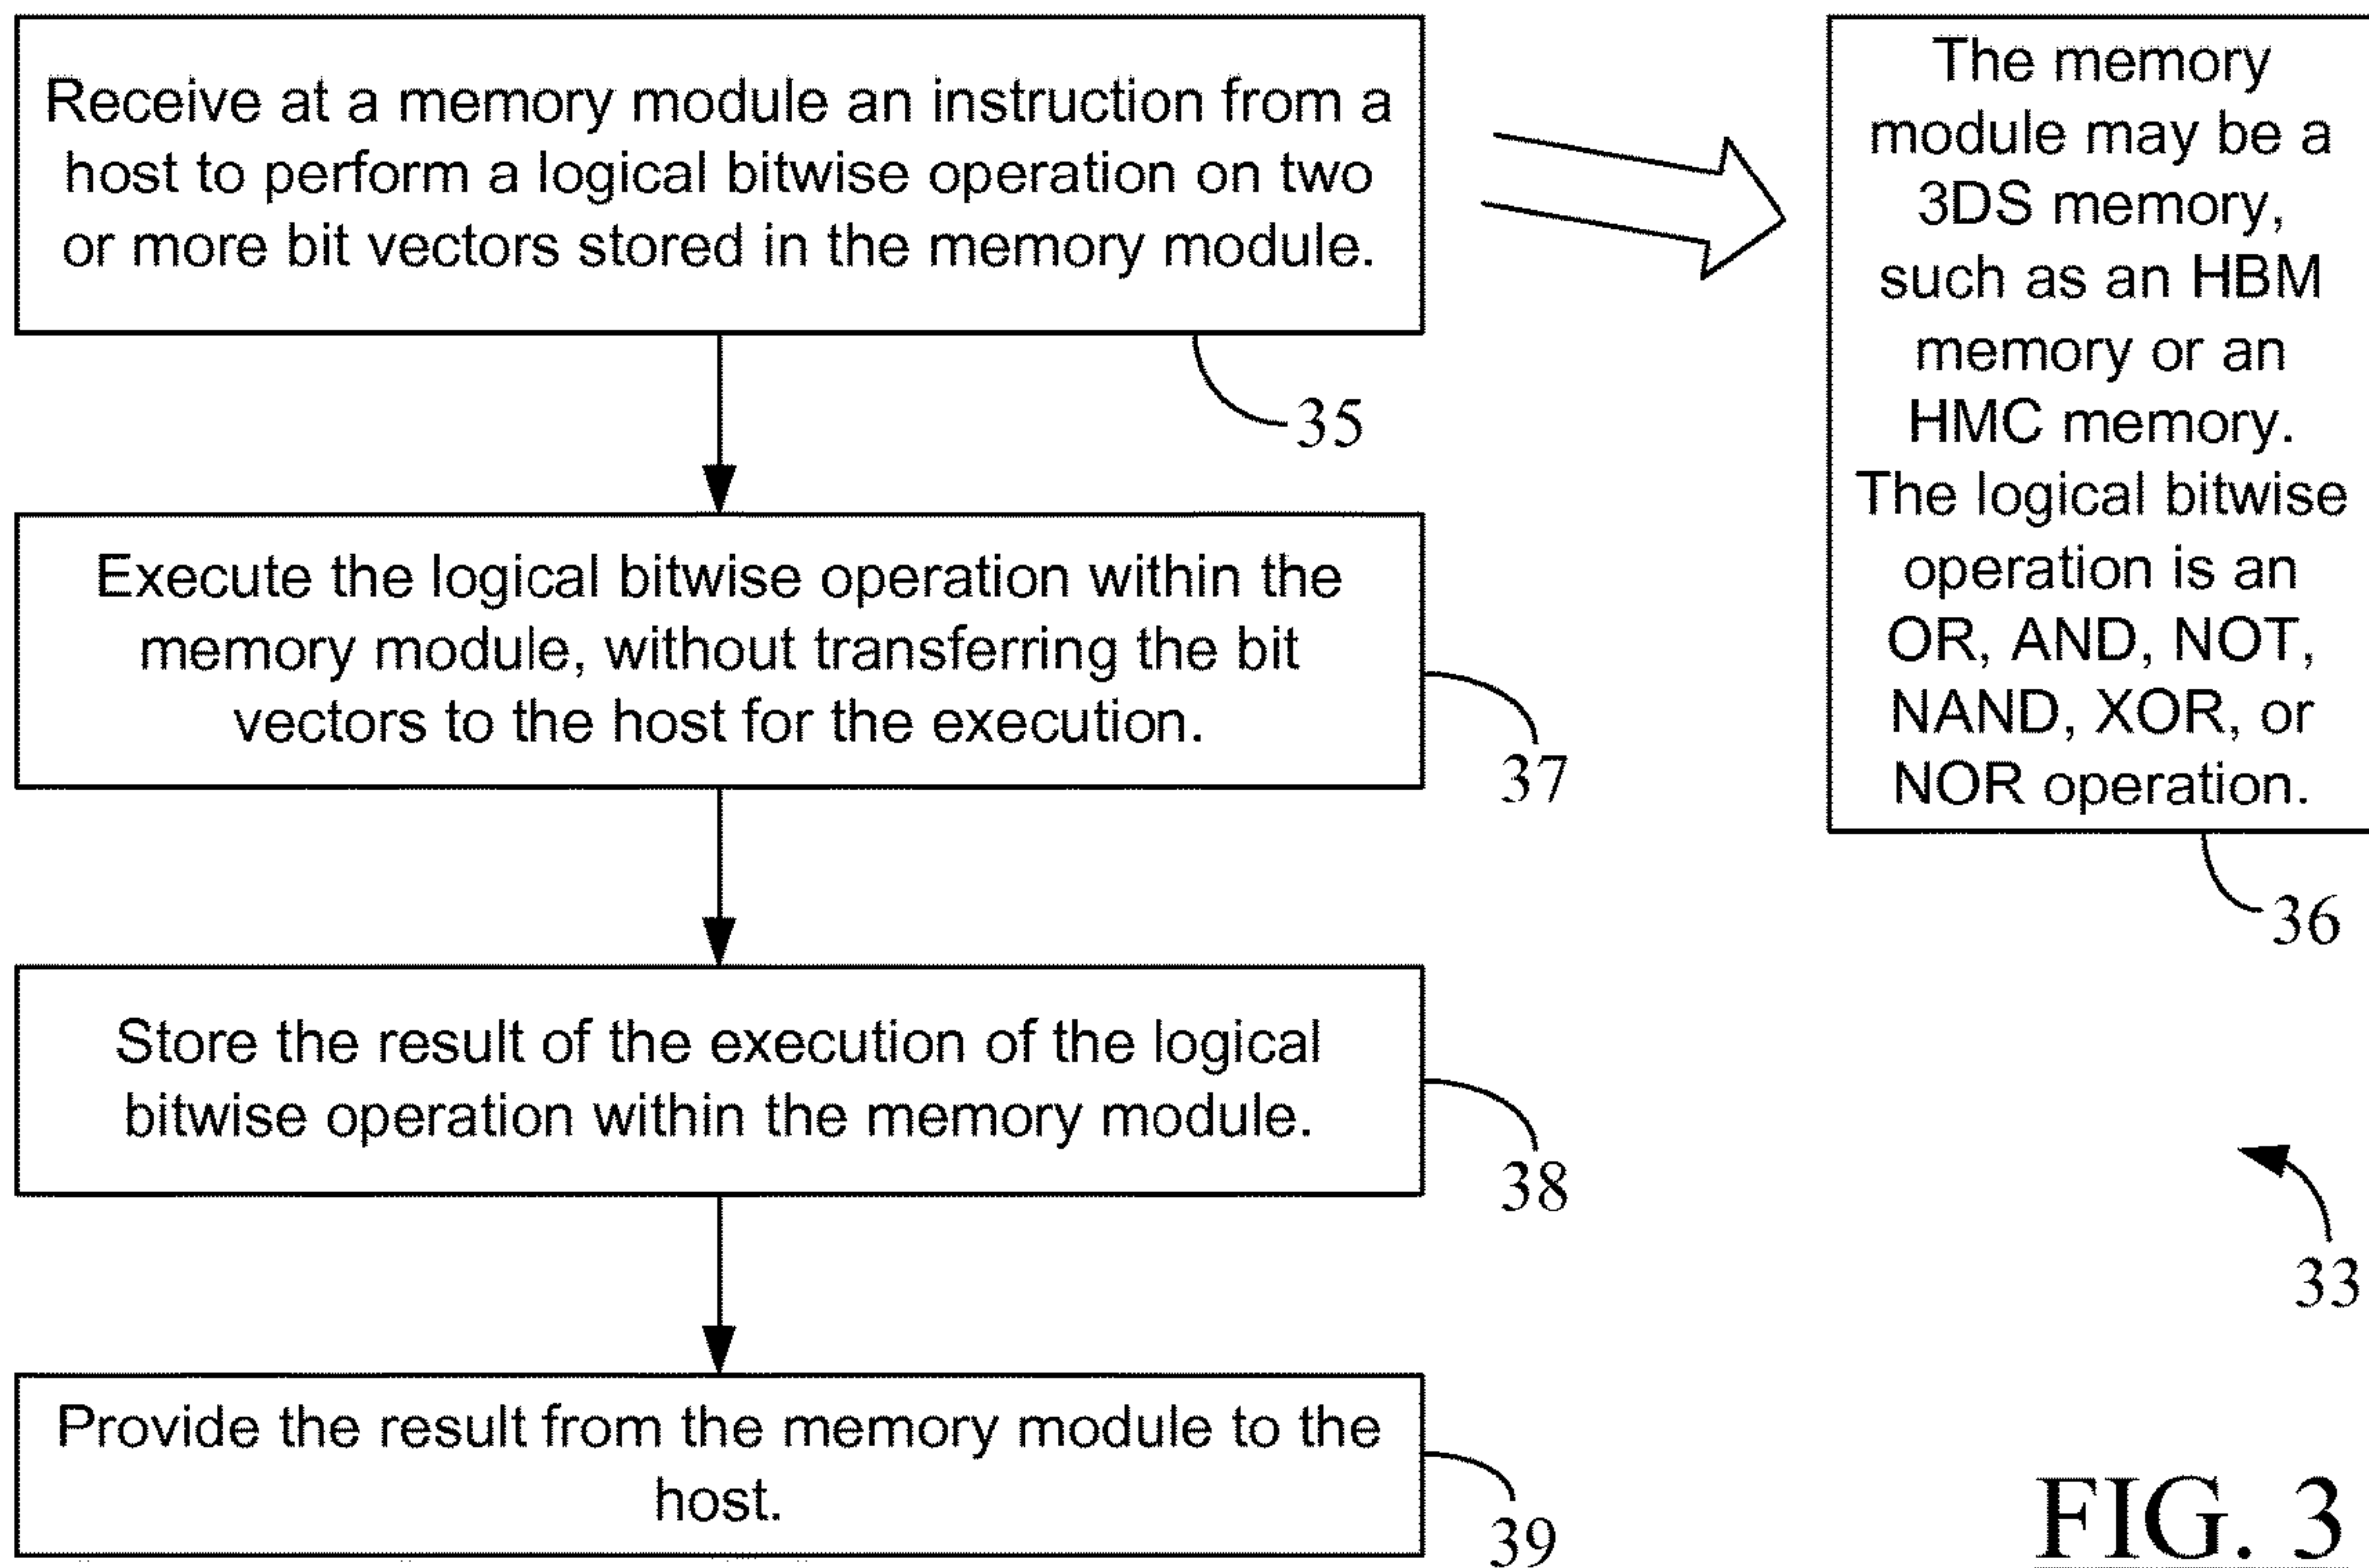 Receive at a memory module an instruction from a
host to perform a logical bitwise operation on two
or more bit vectors stored in the memory module.
35
The memory
module may be a
3DS memory,
such as an HBM
memory or an
HMC memory.
The logical bitwise
operation is an
OR, AND, NOT,
NAND, XOR, or
NOR operation.
36
Execute the logical bitwise operation within the
memory module, without transferring the bit
vectors to the host for the execution.
37
Store the result of the execution of the logical
bitwise operation within the memory module.
38
33
Provide the result from the memory module to the
host.
39
FIG. 3